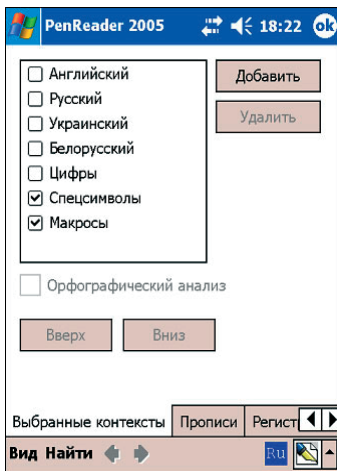 PenReader 2005 18:22 ok
Английский
Русский
Украинский
Белорусский
Цифры
Спецсимволы
Макросы
Добавить
Удалить
Орфографический анализ
Вверх Вниз
Выбранные контексты Прописи Регист
Вид Найти Ru